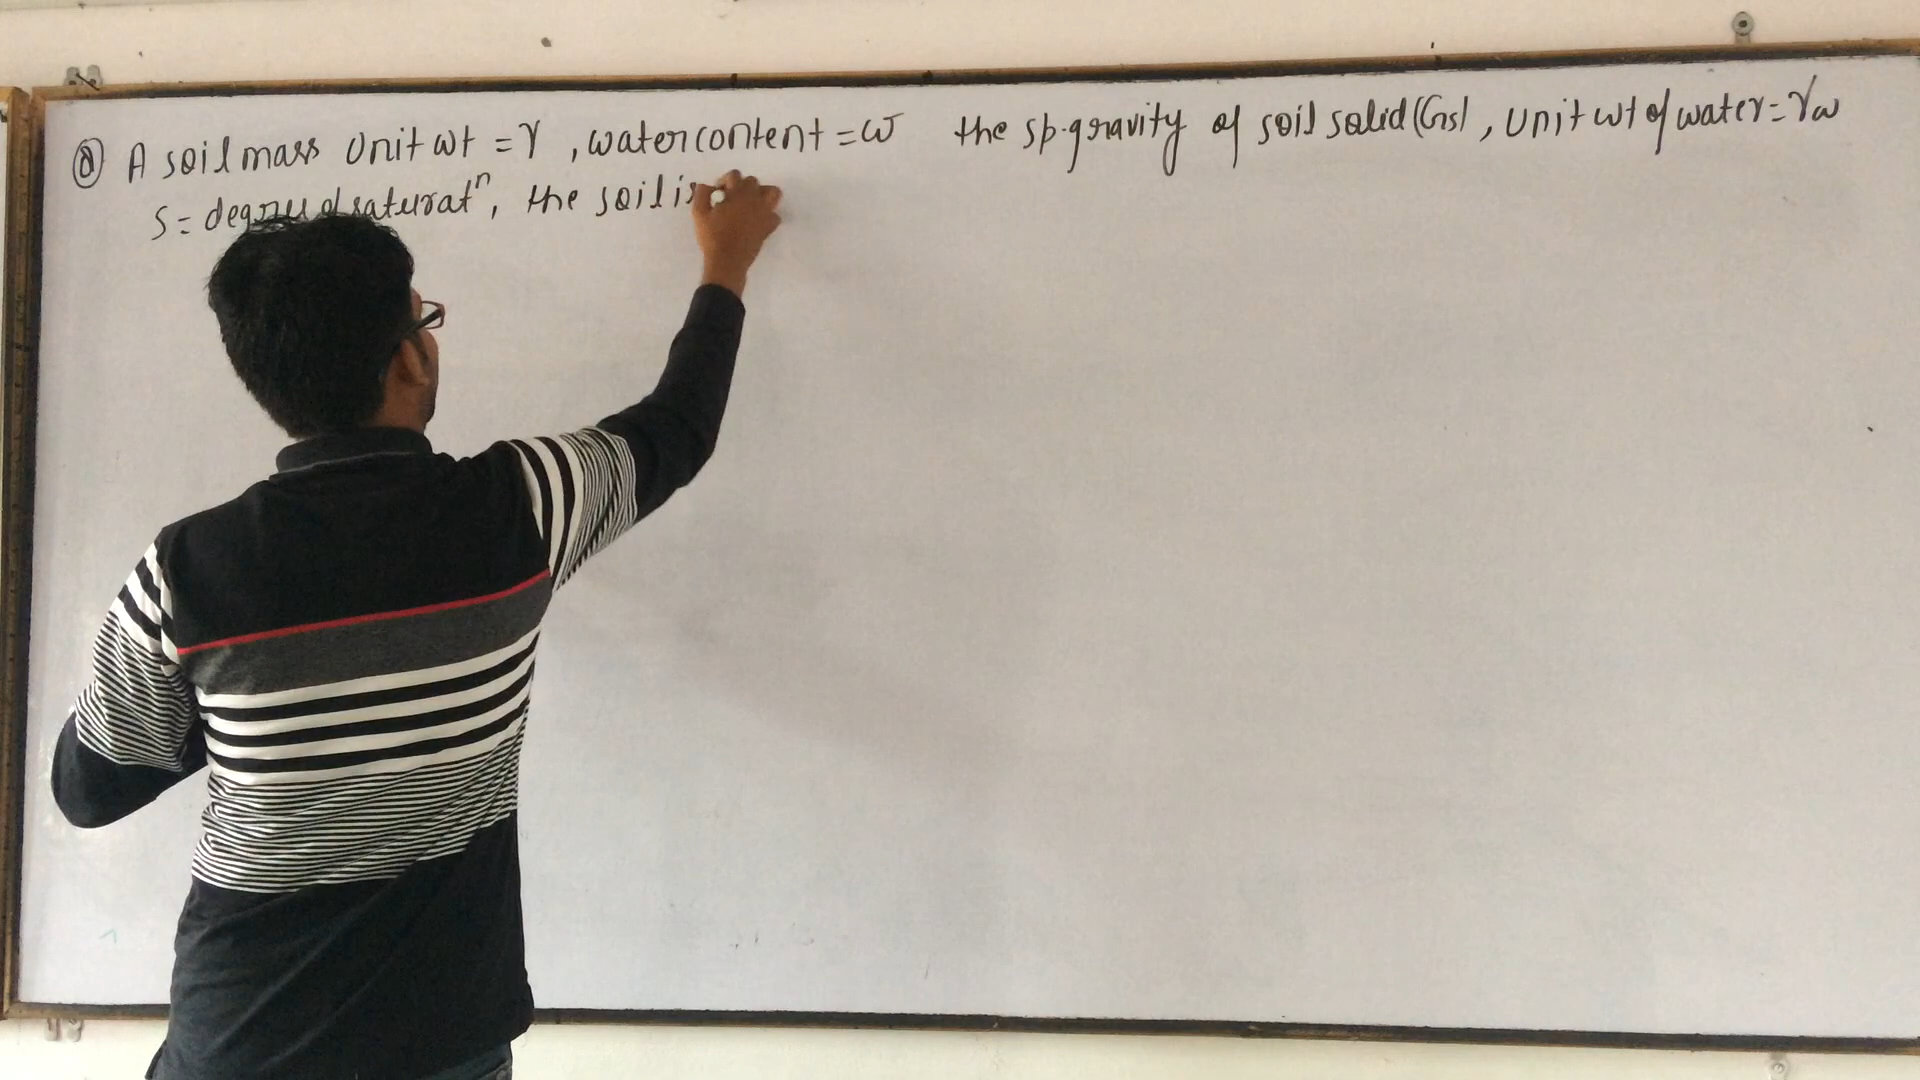 Ⓠ A soil mass unit wt = γ , water content = ω the sp. gravity of soil solid (Gs) , unit wt of water = γω
S = degree of saturatⁿ, the soil is